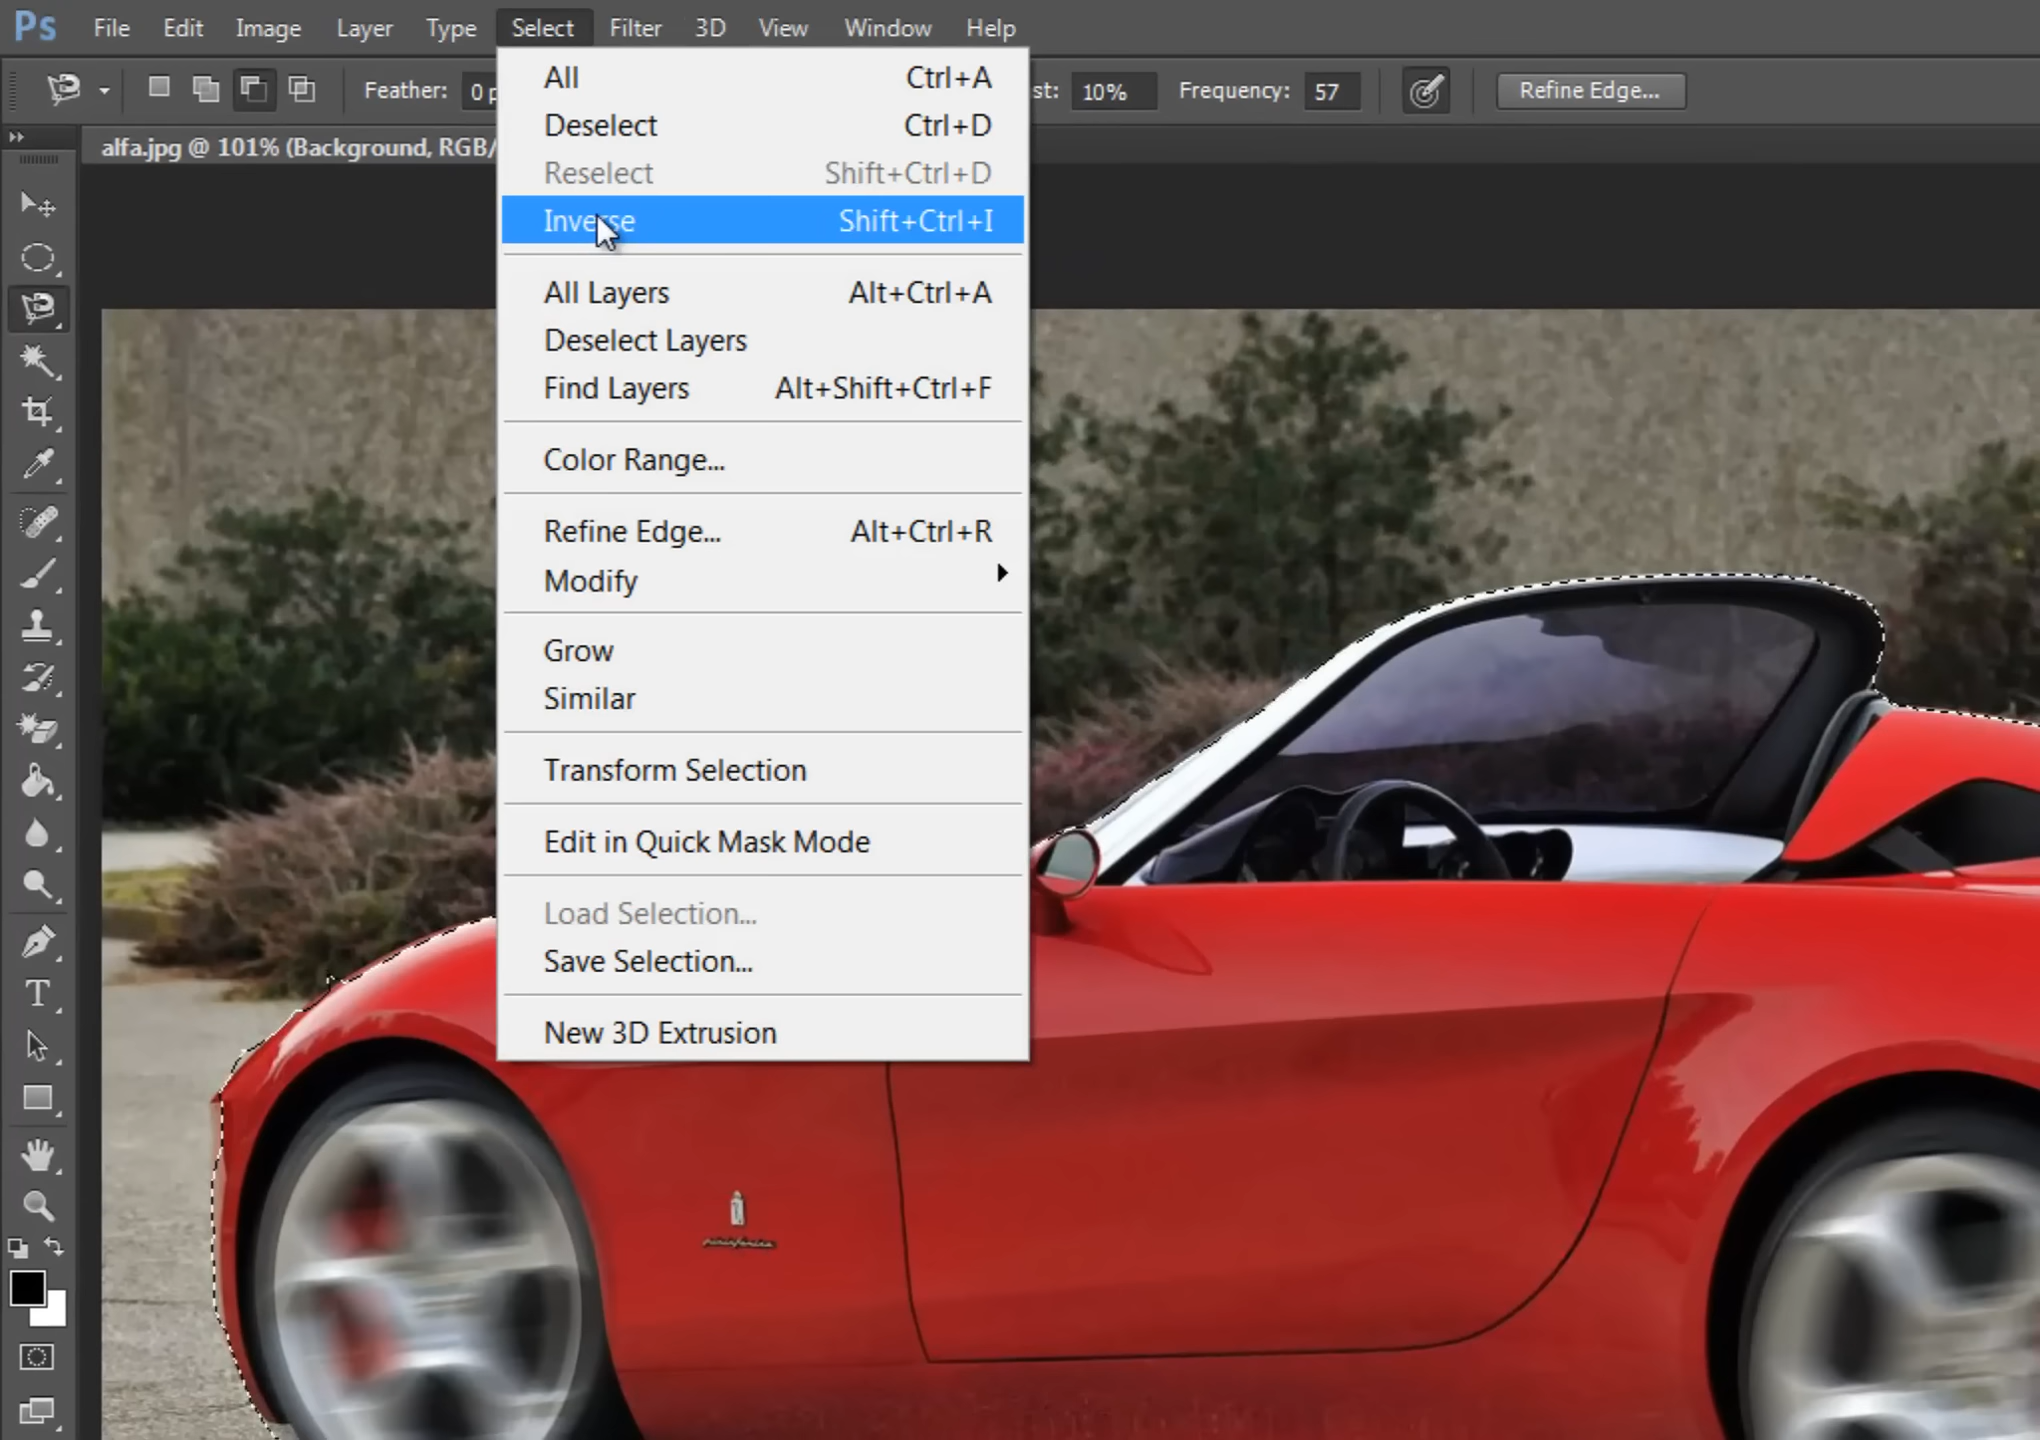 Ps File Edit Image Layer Type Select Filter 3D View Window Help
Feather: 0 p st: 10% Frequency: 57 Refine Edge...
alfa.jpg @ 101% (Background, RGB/
All Ctrl+A
Deselect Ctrl+D
Reselect Shift+Ctrl+D
Inverse Shift+Ctrl+I
All Layers Alt+Ctrl+A
Deselect Layers
Find Layers Alt+Shift+Ctrl+F
Color Range...
Refine Edge... Alt+Ctrl+R
Modify
Grow
Similar
Transform Selection
Edit in Quick Mask Mode
Load Selection...
Save Selection...
New 3D Extrusion